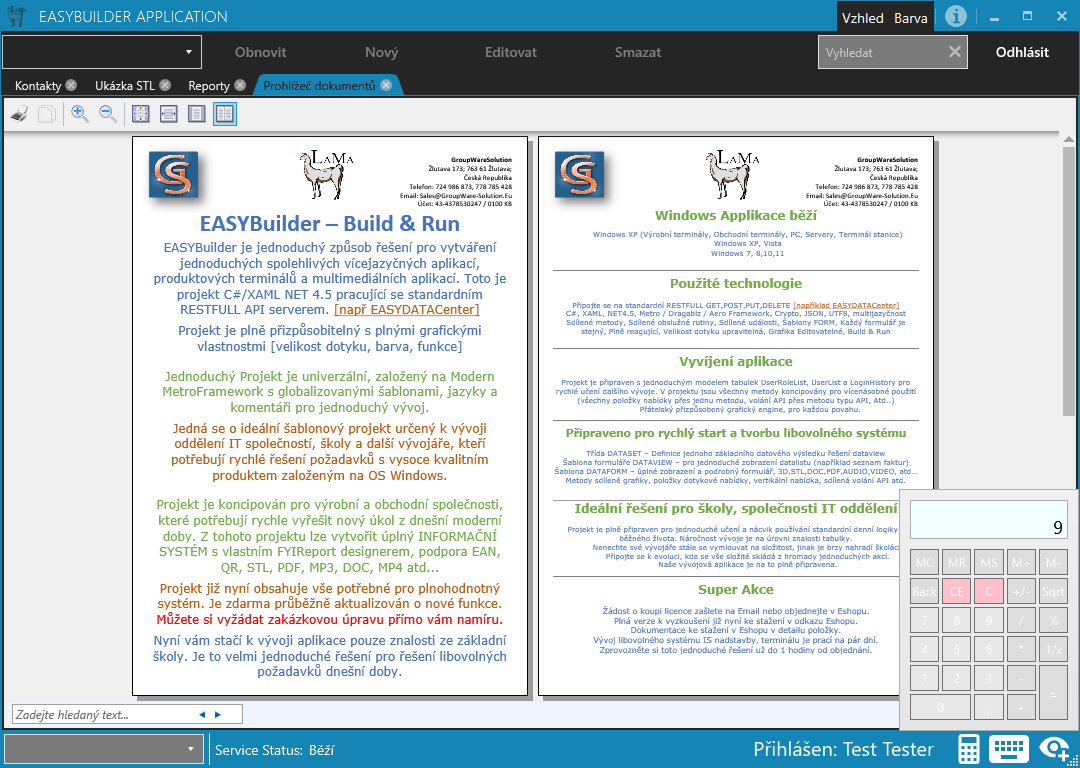 EASYBUILDER APPLICATION
Vzhled Barva
Obnovit Nový Editovat Smazat Vyhledat Odhlásit
Kontakty Ukázka STL Reporty Prohlížeč dokumentů
LAMA
GroupWareSolution
Žlutava 173; 763 61 Žlutava;
Česká Republika
Telefon: 724 986 873, 778 785 428
Email: Sales@GroupWare-Solution.Eu
Účet: 43-4378530247 / 0100 KB
EASYBuilder – Build & Run
EASYBuilder je jednoduchý způsob řešení pro vytváření
jednoduchých spolehlivých vícejazyčných aplikací,
produktových terminálů a multimediálních aplikací. Toto je
projekt C#/XAML NET 4.5 pracující se standardním
RESTFULL API serverem. [např EASYDATACenter]
Projekt je plně přizpůsobitelný s plnými grafickými
vlastnostmi [velikost dotyku, barva, funkce]
Jednoduchý Projekt je univerzální, založený na Modern
MetroFramework s globalizovanými šablonami, jazyky a
komentáři pro jednoduchý vývoj.
Jedná se o ideální šablonový projekt určený k vývoji
oddělení IT společností, školy a další vývojáře, kteří
potřebují rychlé řešení požadavků s vysoce kvalitním
produktem založeným na OS Windows.
Projekt je koncipován pro výrobní a obchodní společnosti,
které potřebují rychle vyřešit nový úkol z dnešní moderní
doby. Z tohoto projektu lze vytvořit úplný INFORMAČNÍ
SYSTÉM s vlastním FYIReport designerem, podpora EAN,
QR, STL, PDF, MP3, DOC, MP4 atd...
Projekt již nyní obsahuje vše potřebné pro plnohodnotný
systém. Je zdarma průběžně aktualizován o nové funkce.
Můžete si vyžádat zakázkovou úpravu přímo vám namíru.
Nyní vám stačí k vývoji aplikace pouze znalosti ze základní
školy. Je to velmi jednoduché řešení pro řešení libovolných
požadavků dnešní doby.
LAMA
GroupWareSolution
Žlutava 173; 763 61 Žlutava;
Česká Republika
Telefon: 724 986 873, 778 785 428
Email: Sales@GroupWare-Solution.Eu
Účet: 43-4378530247 / 0100 KB
Windows Applikace běží
Windows XP (Výrobní terminály, Obchodní terminály, PC, Servery, Terminál stanice)
Windows XP, Vista
Windows 7, 8,10,11
Použité technologie
Připojte se na standardní RESTFULL GET,POST,PUT,DELETE [například EASYDATACenter]
C#, XAML, NET4.5, Metro / Dragablz / Aero Framework, Crypto, JSON, UTF8, multijazyčnost
Sdílené metody, Sdílené obslužné rutiny, Sdílené události, Šablony FORM, Každý formulář je
stejný, Plně reagující, Velikost dotyku upravitelná, Grafika Editovatelné, Build & Run
Vyvíjení aplikace
Projekt je připraven s jednoduchým modelem tabulek UserRoleList, UserList a LoginHistory pro
rychlé učení dalšího vývoje. V projektu jsou všechny metody koncipovány pro vícenásobné použití
(všechny položky nabídky přes jednu metodu, volání API přes metodu typu API, Atd..)
Přátelský přizpůsobený grafický engine, pro každou povahu.
Připraveno pro rychlý start a tvorbu libovolného systému
Třída DATASET – Definice jednoho základního datového výsledku řešení dataview
Šablona formuláře DATAVIEW – pro jednoduché zobrazení datalistu (například seznam faktur)
Šablona DATAFORM – úplné zobrazení a podrobný formulář, 3D,STL,DOC,PDF,AUDIO,VIDEO, atd...
Metody sdílené grafiky, položky dotykové nabídky, vertikální nabídka, sdílená volání API atd.
Ideální řešení pro školy, společnosti IT oddělení
Projekt je plně připraven pro jednoduché učení a nácvik používání standardní denní logiky
běžného života. Náročnost vývoje je na úrovni znalosti tabulky.
Nenechte své vývojáře stále se vymlouvat na složitost, jinak je brzy nahradí školác
Připojte se k evoluci, kde se vše složité skládá z hromady jednoduchých akcí.
Naše vývojová aplikace je na to plně připravena.
Super Akce
Žádost o koupi licence zašlete na Email nebo objednejte v Eshopu.
Plná verze k vyzkoušení již nyní ke stažení v odkazu Eshopu.
Dokumentace ke stažení v Eshopu v detailu položky.
Vývoj libovolného systému IS nadstavby, terminálu je prací na pár dní.
Zprovozněte si toto jednoduché řešení už do 1 hodiny od objednání.
9
MC MR MS M+ M-
Back CE C +/- Sqrt
7 8 9 / %
4 5 6 * 1/x
1 2 3 - =
0 . +
Zadejte hledaný text...
Service Status: Běží
Přihlášen: Test Tester